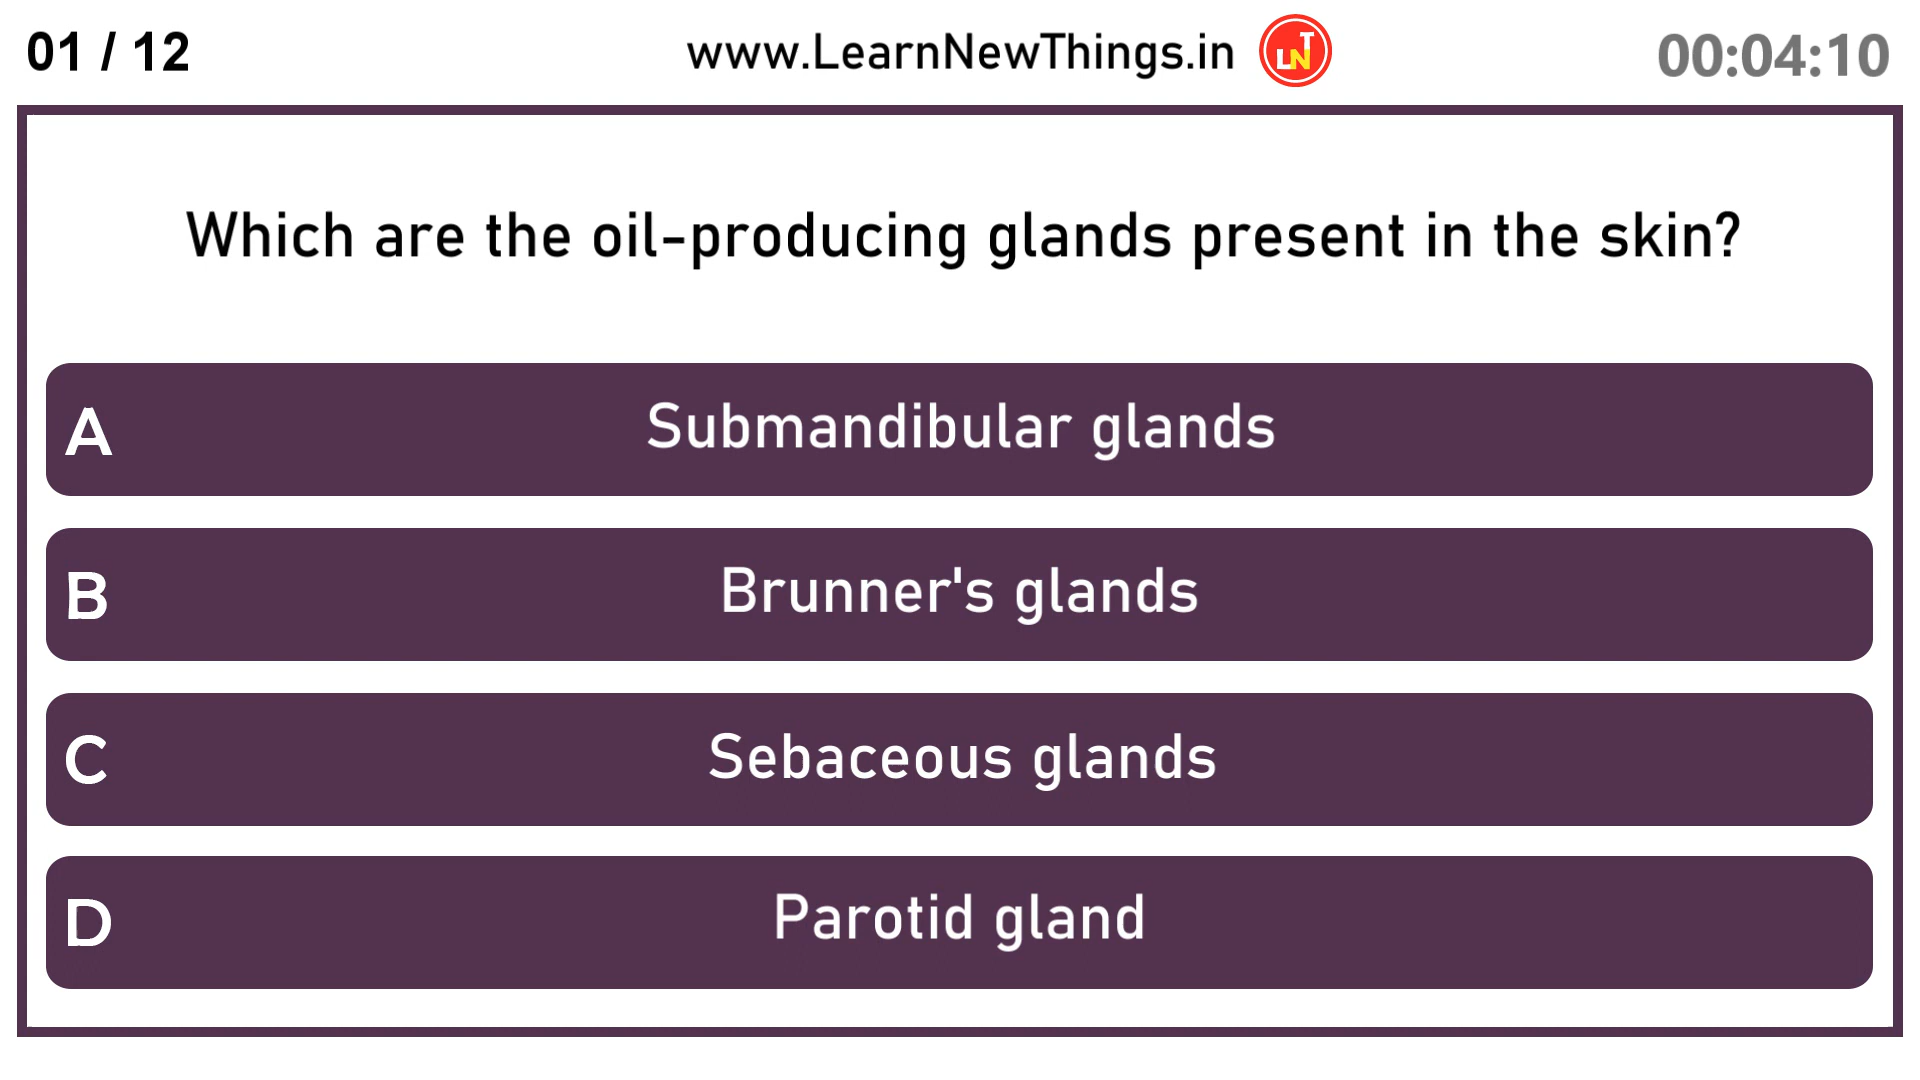 01 / 12
www.LearnNewThings.in
LNT
00:04:10
Which are the oil-producing glands present in the skin?
A
Submandibular glands
B
Brunner's glands
C
Sebaceous glands
D
Parotid gland